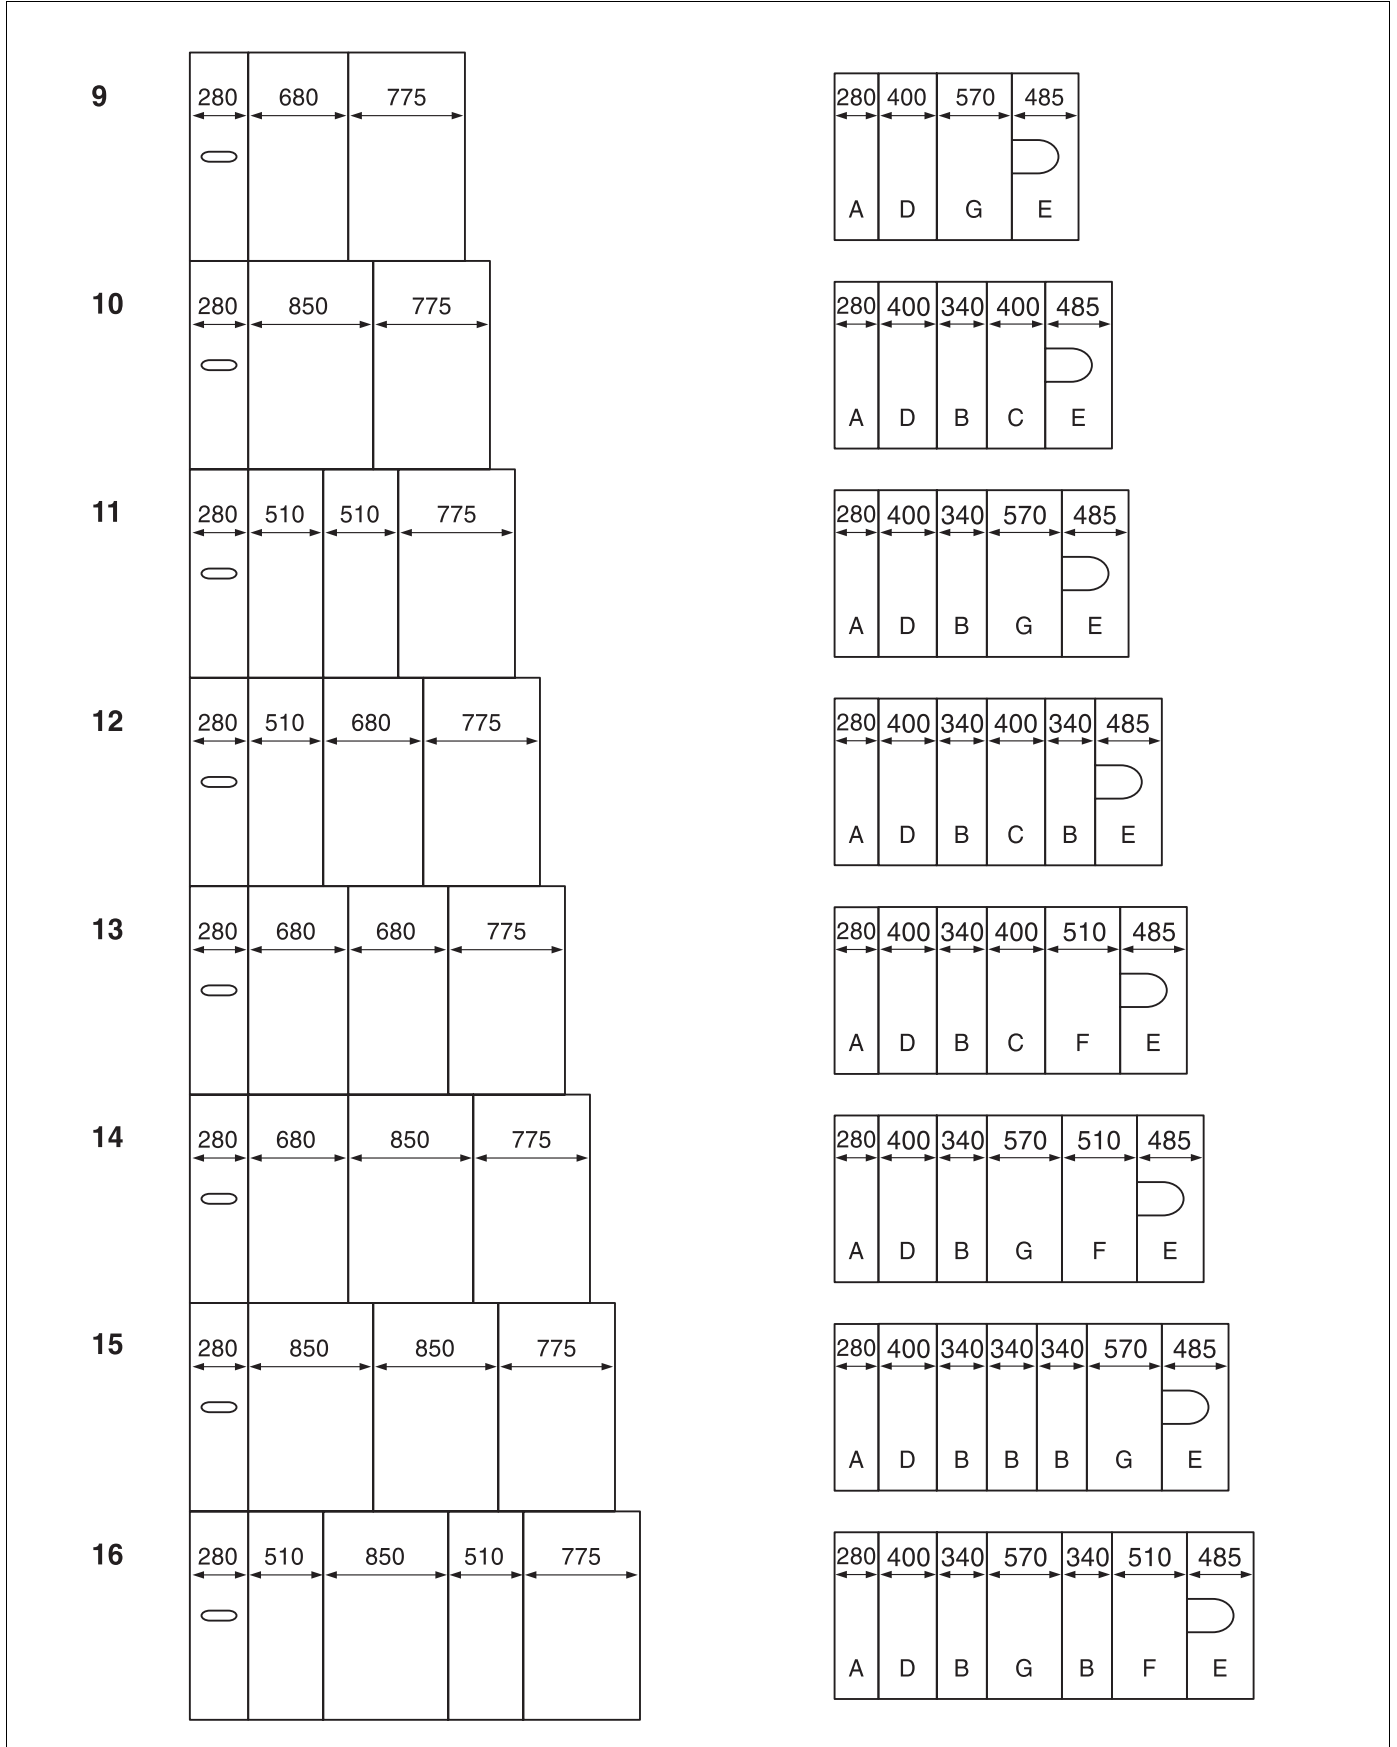 9 280 680 775 280 400 570 485
A D G E
10 280 850 775 280 400 340 400 485
A D B C E
11 280 510 510 775 280 400 340 570 485
A D B G E
12 280 510 680 775 280 400 340 400 340 485
A D B C B E
13 280 680 680 775 280 400 340 400 510 485
A D B C F E
14 280 680 850 775 280 400 340 570 510 485
A D B G F E
15 280 850 850 775 280 400 340 340 340 570 485
A D B B B G E
16 280 510 850 510 775 280 400 340 570 340 510 485
A D B G B F E